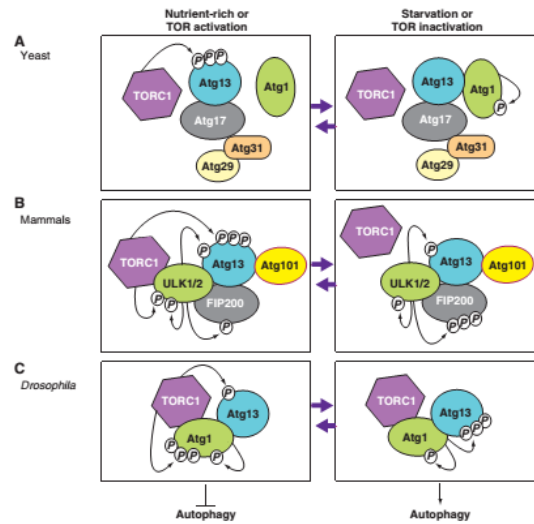 Nutrient-rich or
TOR activation
Starvation or
TOR inactivation
A
Yeast
P P P
TORC1
Atg13
Atg1
Atg17
Atg31
Atg29
TORC1
Atg13
Atg1
P
Atg17
Atg31
Atg29
B
Mammals
P P P P
TORC1
Atg13
Atg101
ULK1/2
FIP200
P P P
TORC1
P
Atg13
Atg101
ULK1/2
FIP200
P P P P
C
Drosophila
TORC1
P
Atg13
Atg1
P P P P
TORC1
Atg13
P P P
Atg1
P
Autophagy
Autophagy